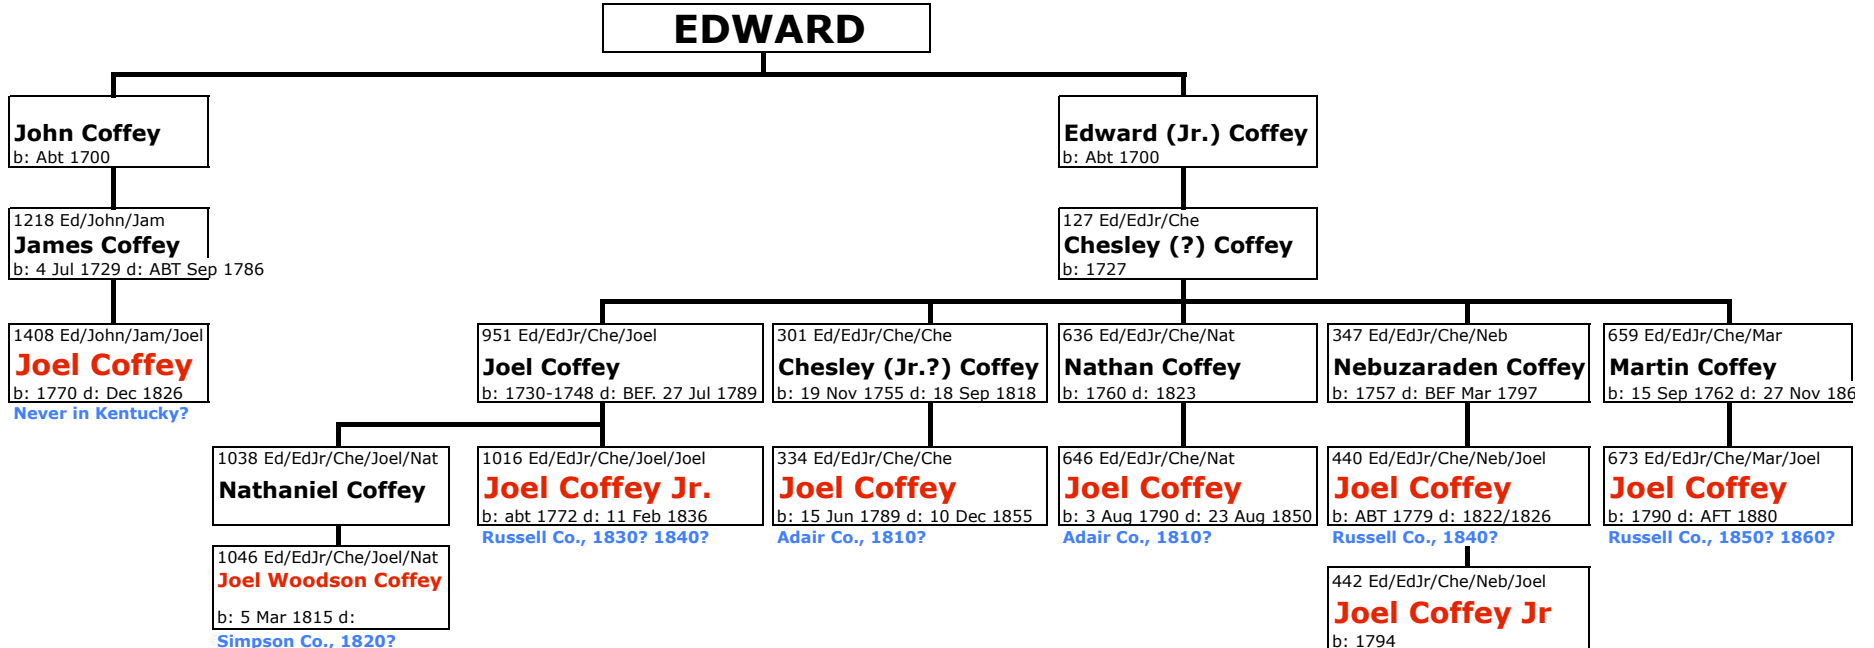 EDWARD
John Coffey
b: Abt 1700
Edward (Jr.) Coffey
b: Abt 1700
1218 Ed/John/Jam
James Coffey
b: 4 Jul 1729 d: ABT Sep 1786
127 Ed/EdJr/Che
Chesley (?) Coffey
b: 1727
1408 Ed/John/Jam/Joel
Joel Coffey
b: 1770 d: Dec 1826
Never in Kentucky?
951 Ed/EdJr/Che/Joel
Joel Coffey
b: 1730-1748 d: BEF. 27 Jul 1789
301 Ed/EdJr/Che/Che
Chesley (Jr.?) Coffey
b: 19 Nov 1755 d: 18 Sep 1818
636 Ed/EdJr/Che/Nat
Nathan Coffey
b: 1760 d: 1823
347 Ed/EdJr/Che/Neb
Nebuzaraden Coffey
b: 1757 d: BEF Mar 1797
659 Ed/EdJr/Che/Mar
Martin Coffey
b: 15 Sep 1762 d: 27 Nov 186
1038 Ed/EdJr/Che/Joel/Nat
Nathaniel Coffey
1016 Ed/EdJr/Che/Joel/Joel
Joel Coffey Jr.
b: abt 1772 d: 11 Feb 1836
Russell Co., 1830? 1840?
334 Ed/EdJr/Che/Che
Joel Coffey
b: 15 Jun 1789 d: 10 Dec 1855
Adair Co., 1810?
646 Ed/EdJr/Che/Nat
Joel Coffey
b: 3 Aug 1790 d: 23 Aug 1850
Adair Co., 1810?
440 Ed/EdJr/Che/Neb/Joel
Joel Coffey
b: ABT 1779 d: 1822/1826
Russell Co., 1840?
673 Ed/EdJr/Che/Mar/Joel
Joel Coffey
b: 1790 d: AFT 1880
Russell Co., 1850? 1860?
1046 Ed/EdJr/Che/Joel/Nat
Joel Woodson Coffey
b: 5 Mar 1815 d:
Simpson Co., 1820?
442 Ed/EdJr/Che/Neb/Joel
Joel Coffey Jr
b: 1794